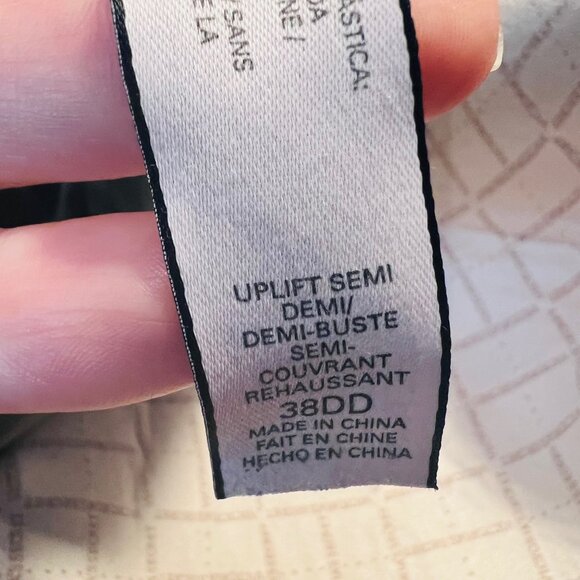 ASTICA:
DA
NE /
/SANS
E LA
UPLIFT SEMI
DEMI/
DEMI-BUSTE
SEMI-
COUVRANT
REHAUSSANT
38DD
MADE IN CHINA
FAIT EN CHINE
HECHO EN CHINA